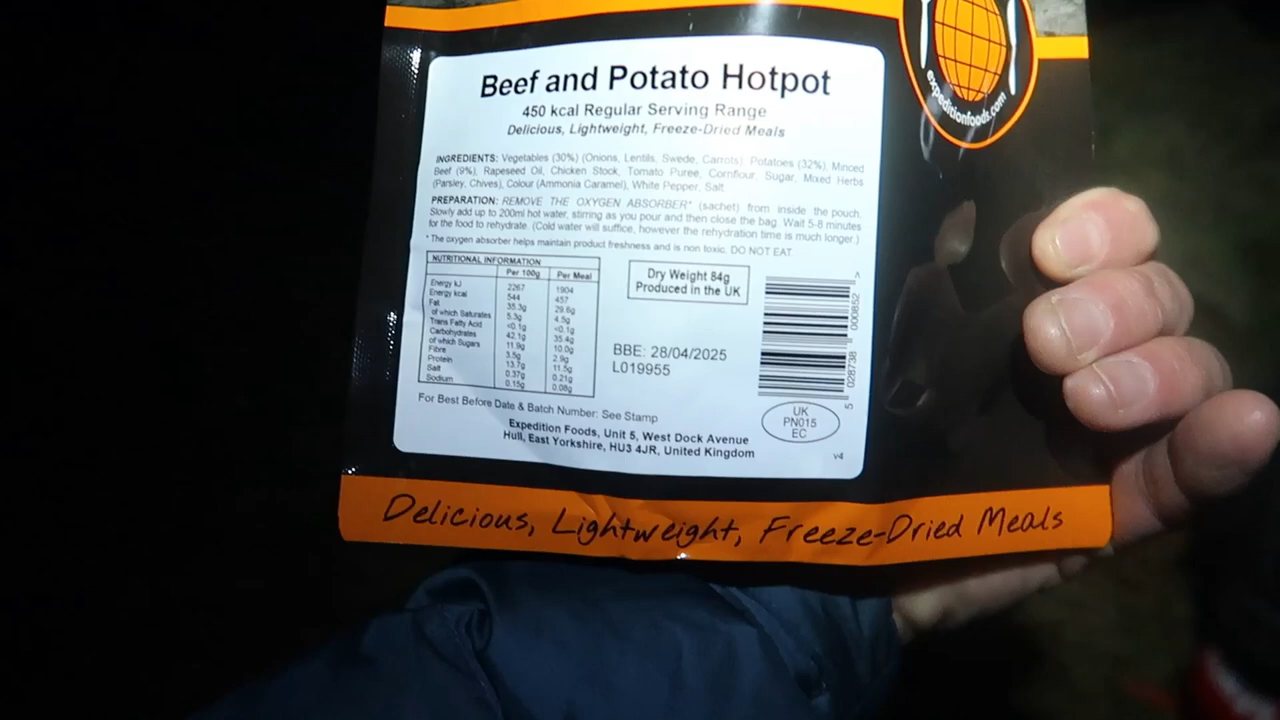 expeditionfoods.com
Beef and Potato Hotpot
450 kcal Regular Serving Range
Delicious, Lightweight, Freeze-Dried Meals
INGREDIENTS: Vegetables (30%) (Onions, Lentils, Swede, Carrots), Potatoes (32%), Minced
Beef (9%), Rapeseed Oil, Chicken Stock, Tomato Puree, Cornflour, Sugar, Mixed Herbs
(Parsley, Chives), Colour (Ammonia Caramel), White Pepper, Salt
PREPARATION: REMOVE THE OXYGEN ABSORBER* (sachet) from inside the pouch.
Slowly add up to 200ml hot water, stirring as you pour and then close the bag. Wait 5-8 minutes
for the food to rehydrate. (Cold water will suffice, however the rehydration time is much longer.)
* The oxygen absorber helps maintain product freshness and is non toxic. DO NOT EAT.
NUTRITIONAL INFORMATION
Per 100g Per Meal
Energy kJ 2267 1904
Energy kcal 544 457
Fat 35.3g 29.6g
of which Saturates 5.3g 4.5g
Trans Fatty Acid <0.1g <0.1g
Carbohydrates 42.1g 35.4g
of which Sugars 11.9g 10.0g
Fibre 3.5g 2.9g
Protein 13.7g 11.5g
Salt 0.37g 0.21g
Sodium 0.15g 0.08g
Dry Weight 84g
Produced in the UK
BBE: 28/04/2025
L019955
5 028738 000852 >
UK
PN015
EC
For Best Before Date & Batch Number: See Stamp
Expedition Foods, Unit 5, West Dock Avenue
Hull, East Yorkshire, HU3 4JR, United Kingdom
v4
Delicious, Lightweight, Freeze-Dried Meals